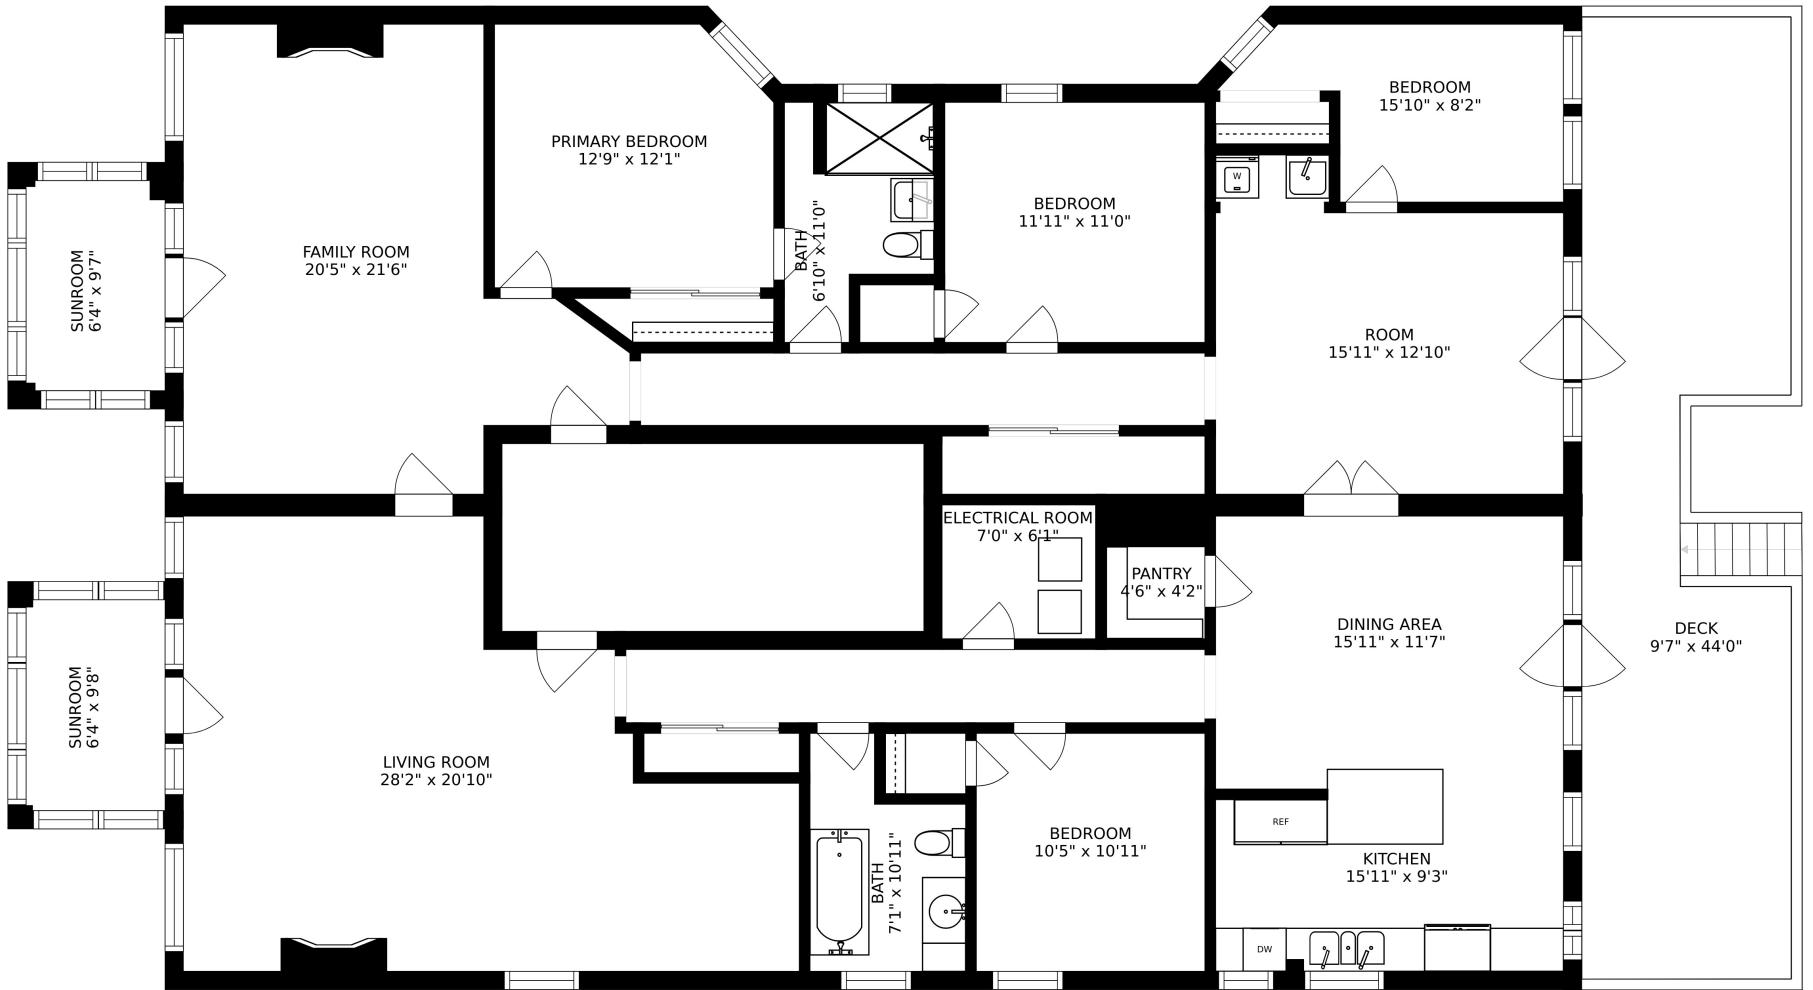 BEDROOM
15'10" x 8'2"
PRIMARY BEDROOM
12'9" x 12'1"
W
BEDROOM
11'11" x 11'0"
BATH
6'10" x 11'0"
FAMILY ROOM
20'5" x 21'6"
SUNROOM
6'4" x 9'7"
ROOM
15'11" x 12'10"
ELECTRICAL ROOM
7'0" x 6'1"
PANTRY
4'6" x 4'2"
DINING AREA
15'11" x 11'7"
DECK
9'7" x 44'0"
SUNROOM
6'4" x 9'8"
LIVING ROOM
28'2" x 20'10"
REF
BEDROOM
10'5" x 10'11"
BATH
7'1" x 10'11"
KITCHEN
15'11" x 9'3"
DW